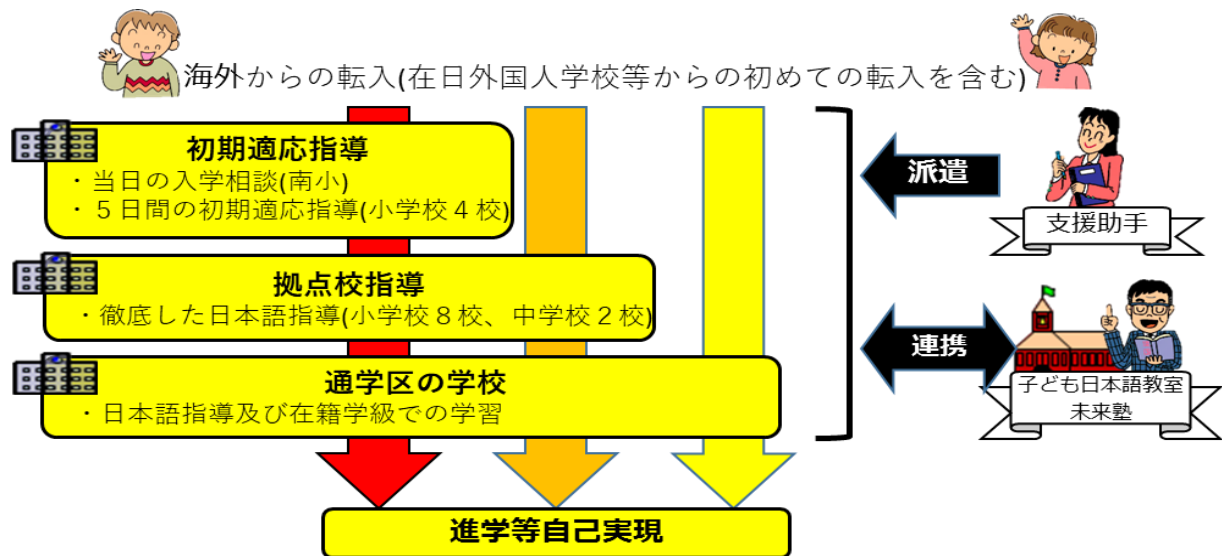 海外からの転入(在日外国人学校等からの初めての転入を含む)
初期適応指導
・当日の入学相談(南小)
・５日間の初期適応指導(小学校４校)
拠点校指導
・徹底した日本語指導(小学校８校、中学校２校)
通学区の学校
・日本語指導及び在籍学級での学習
派遣
支援助手
連携
子ども日本語教室
未来塾
進学等自己実現